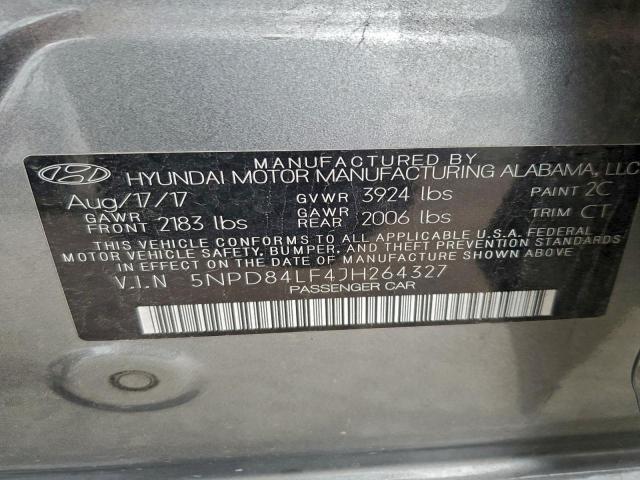 MANUFACTURED BY
HYUNDAI MOTOR MANUFACTURING ALABAMA, LLC
Aug/17/17 GVWR 3924 lbs PAINT 2C
GAWR FRONT 2183 lbs GAWR REAR 2006 lbs TRIM CT
THIS VEHICLE CONFORMS TO ALL APPLICABLE U.S.A. FEDERAL
MOTOR VEHICLE SAFETY, BUMPER, AND THEFT PREVENTION
STANDARDS IN EFFECT ON THE DATE OF MANUFACTURE SHOWN ABOVE.
V.I.N 5NPD84LF4JH264327
PASSENGER CAR